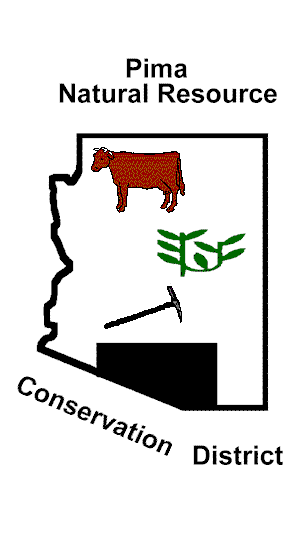 Pima
Natural Resource
Conservation
District